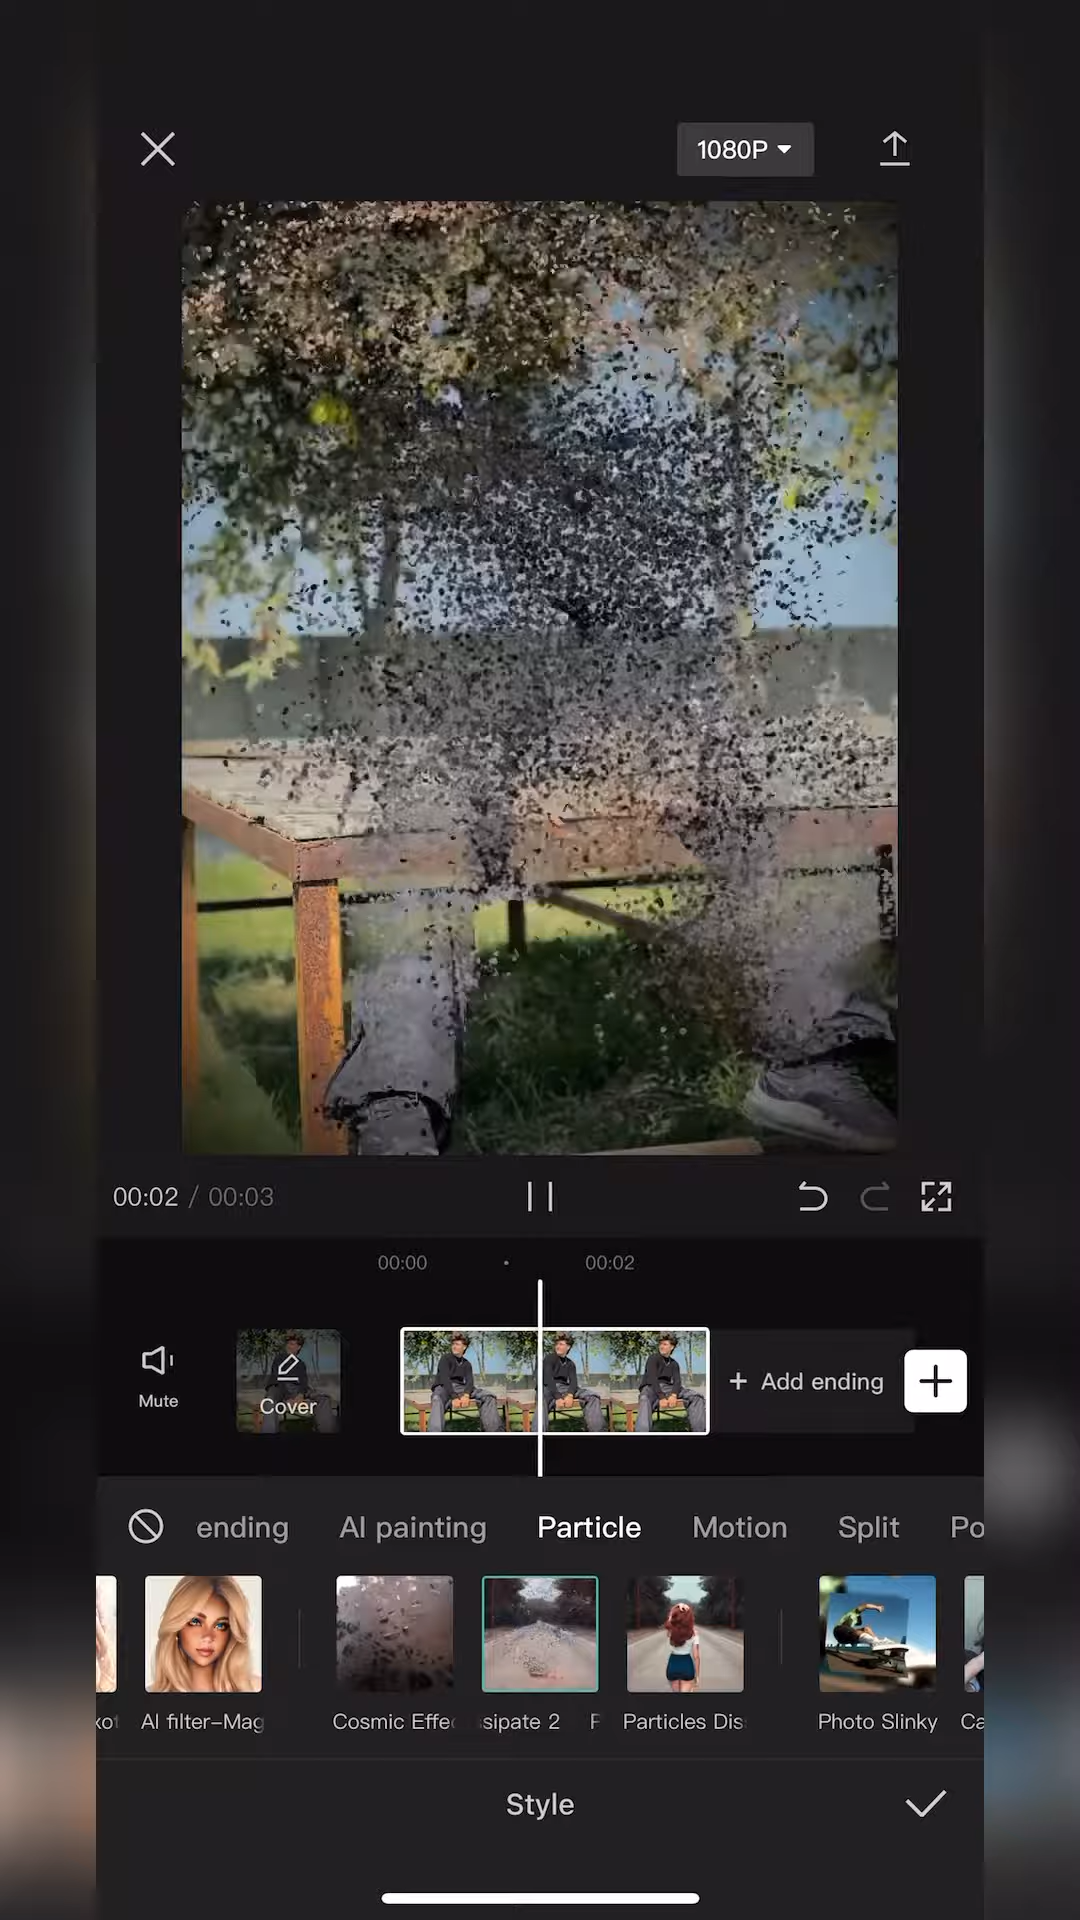 1080P
00:02 / 00:03
00:00
00:02
Mute
Cover
+ Add ending
ending
AI painting
Particle
Motion
Split
Po
AI filter-Mag
Cosmic Effe
sipate 2
Particles Dis
Photo Slinky
Ca
Style